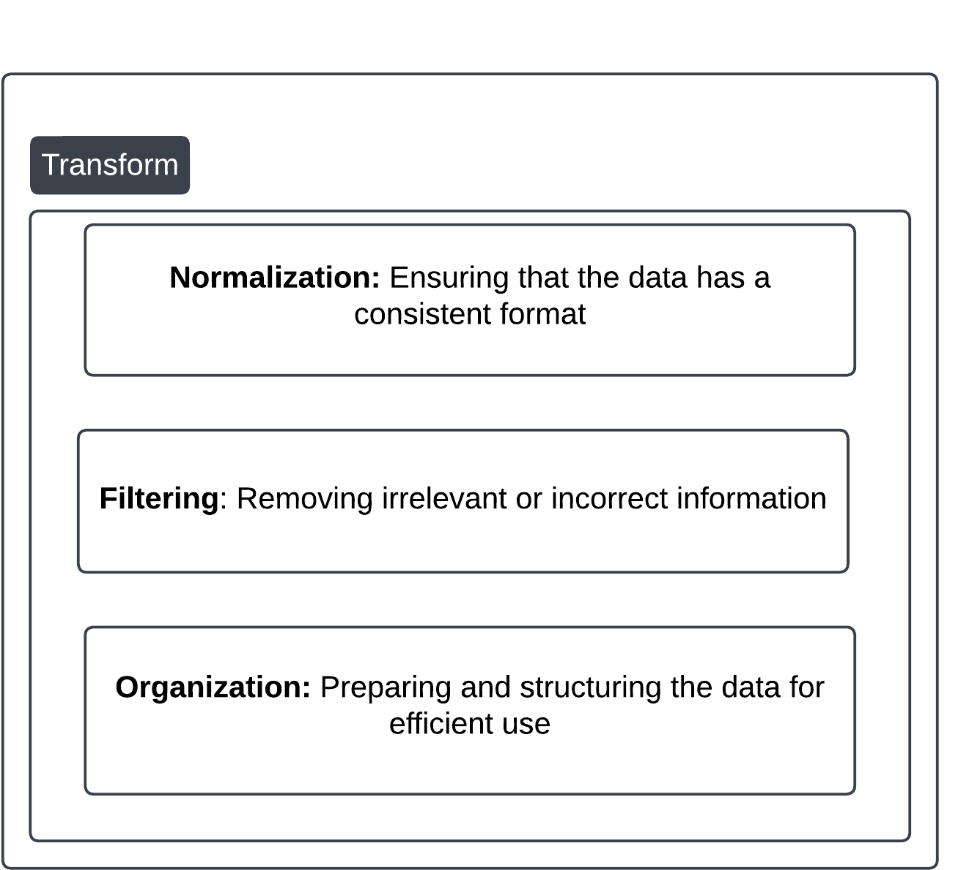 Transform
Normalization: Ensuring that the data has a
consistent format
Filtering: Removing irrelevant or incorrect information
Organization: Preparing and structuring the data for
efficient use